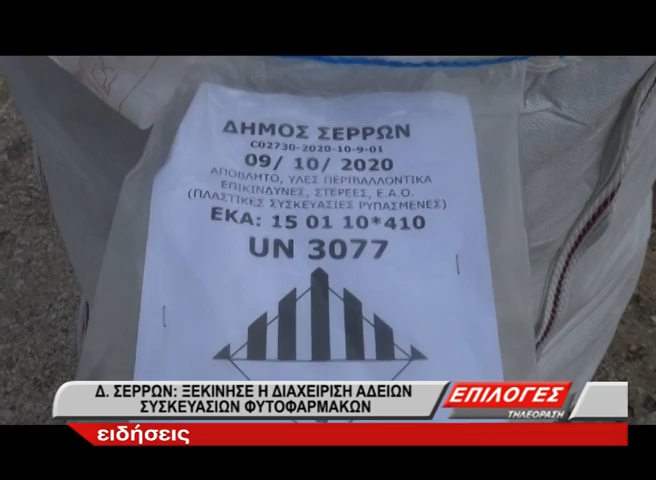 ΔΗΜΟΣ ΣΕΡΡΩΝ
C02730-2020-10-9-01
09/ 10/ 2020
ΑΠΟΒΛΗΤΟ, ΥΛΕΣ ΠΕΡΙΒΑΛΛΟΝΤΙΚΑ
ΕΠΙΚΙΝΔΥΝΕΣ, ΣΤΕΡΕΕΣ, Ε.Α.Ο.
(ΠΛΑΣΤΙΚΕΣ ΣΥΣΚΕΥΑΣΙΕΣ ΡΥΠΑΣΜΕΝΕΣ)
ΕΚΑ: 15 01 10*410
UN 3077
Δ. ΣΕΡΡΩΝ: ΞΕΚΙΝΗΣΕ Η ΔΙΑΧΕΙΡΙΣΗ ΑΔΕΙΩΝ
ΣΥΣΚΕΥΑΣΙΩΝ ΦΥΤΟΦΑΡΜΑΚΩΝ
ΕΠΙΛΟΓΕΣ
ΤΗΛΕΟΡΑΣΗ
ειδήσεις